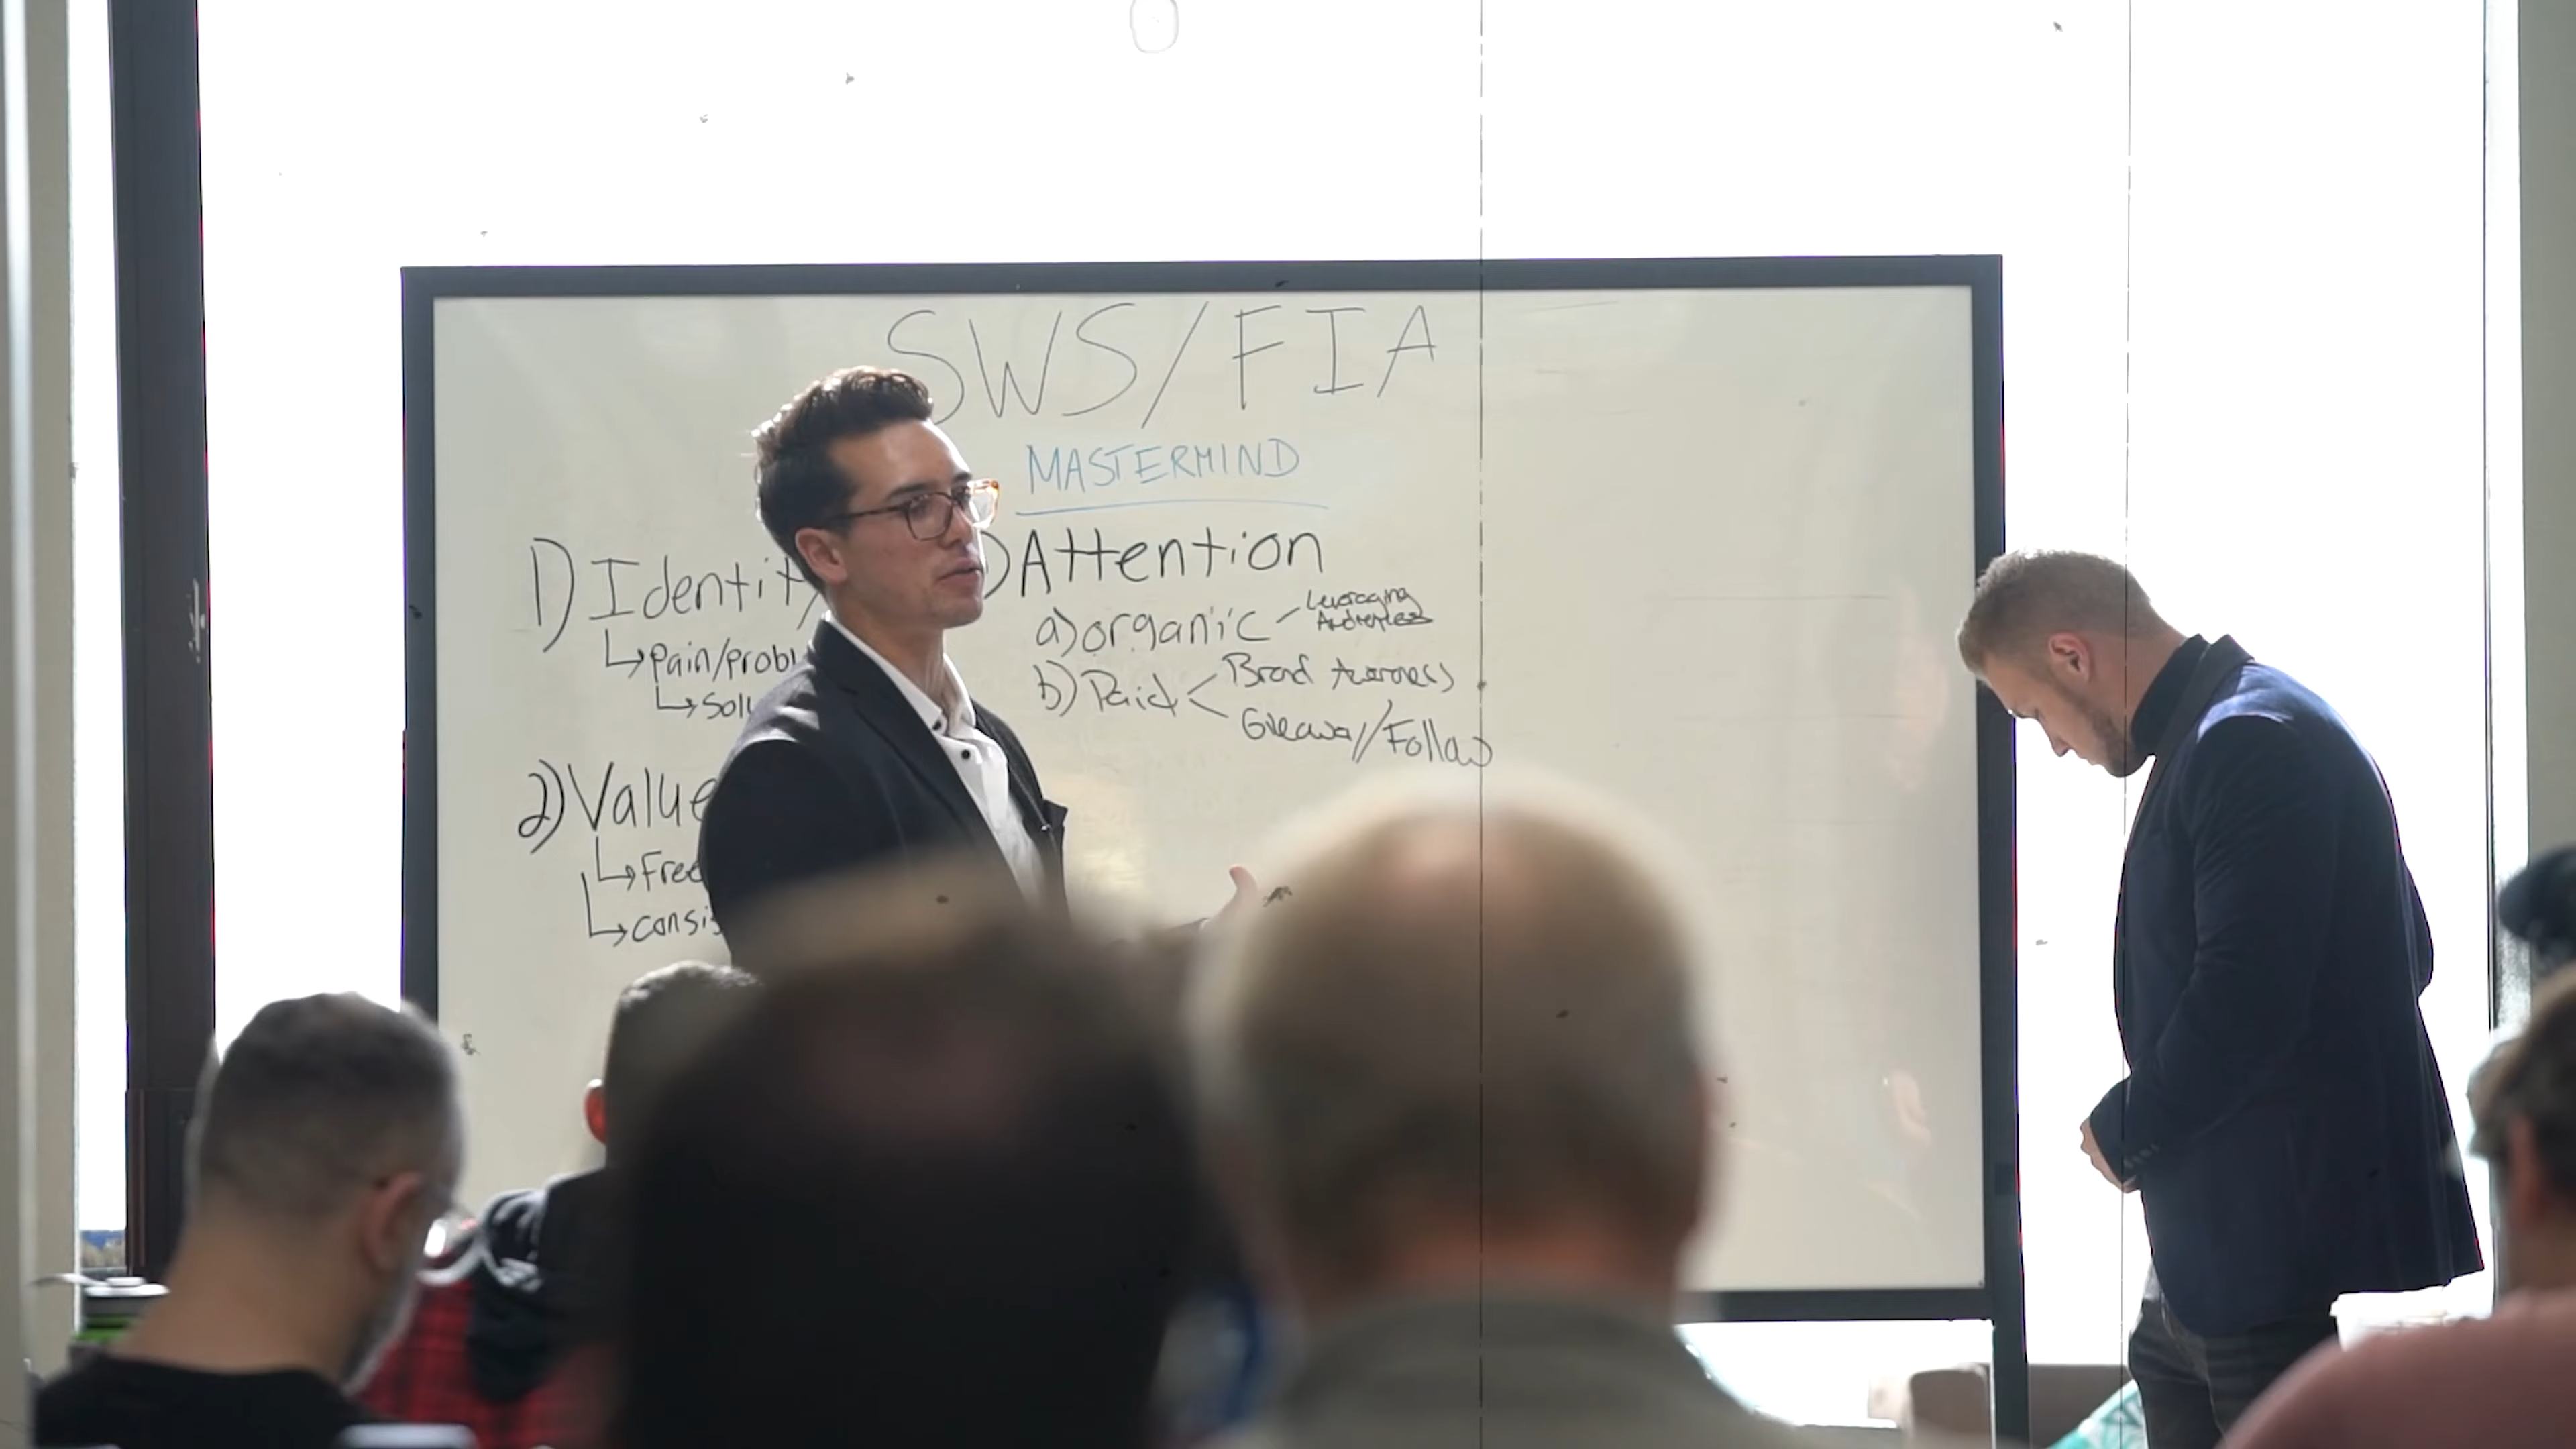 SWS/FIA
MASTERMIND
1) Identity
↳ pain/probl
↳ Solu
2) Value
↳ Free
↳ consis
) Attention
a) organic – Leveraging Audiences
b) Paid < Brand Awareness
Giveaway/Follow